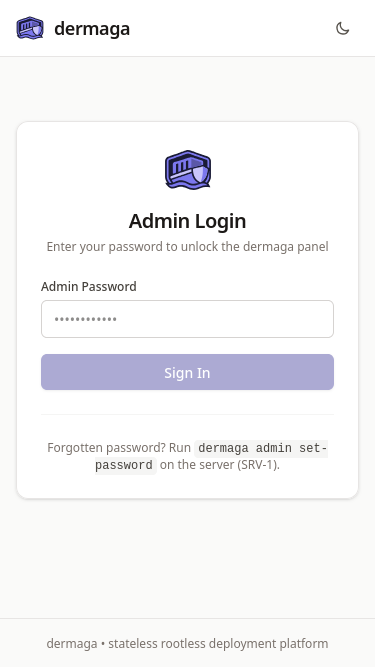 dermaga
Admin Login
Enter your password to unlock the dermaga panel
Admin Password
••••••••••••
Sign In
Forgotten password? Run dermaga admin set-
password on the server (SRV-1).
dermaga • stateless rootless deployment platform